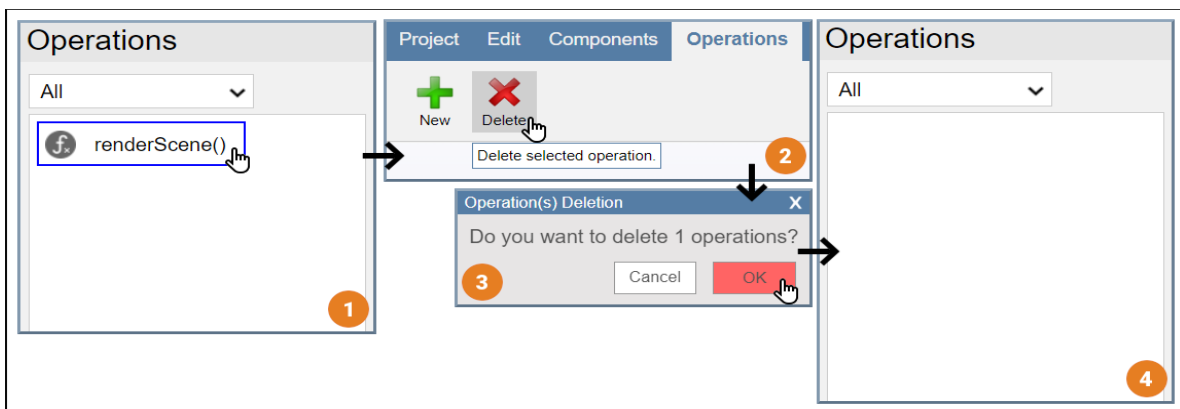 Operations
All
renderScene()
1
Project Edit Components Operations
New Delete
Delete selected operation.
2
Operation(s) Deletion X
Do you want to delete 1 operations?
Cancel OK
3
Operations
All
4